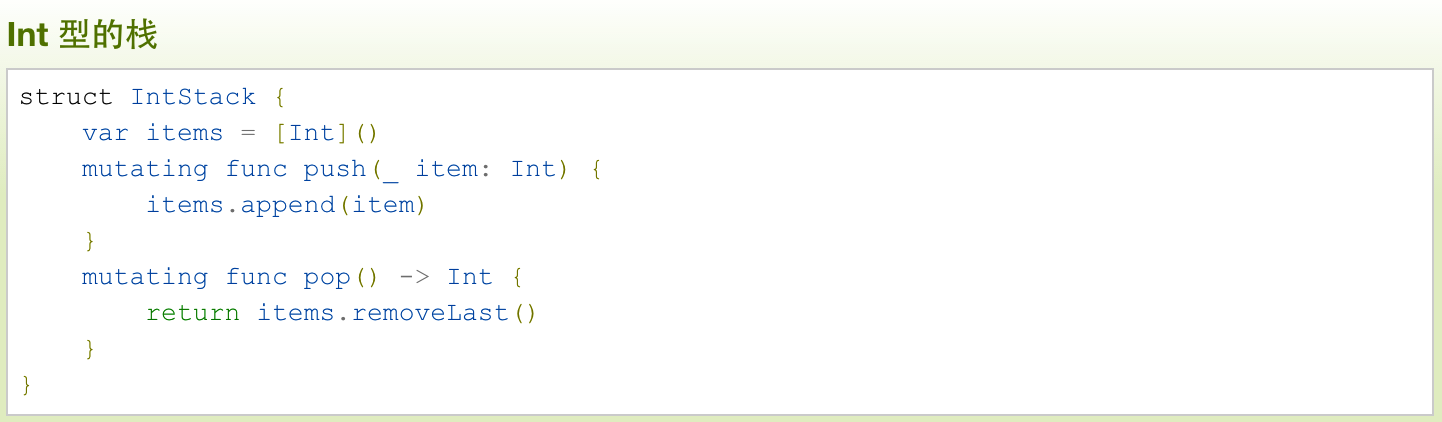 Int 型的栈
struct IntStack {
    var items = [Int]()
    mutating func push(_ item: Int) {
        items.append(item)
    }
    mutating func pop() -> Int {
        return items.removeLast()
    }
}